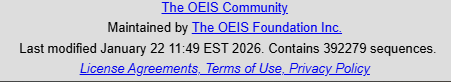 The OEIS Community
Maintained by The OEIS Foundation Inc.
Last modified January 22 11:49 EST 2026. Contains 392279 sequences.
License Agreements, Terms of Use, Privacy Policy